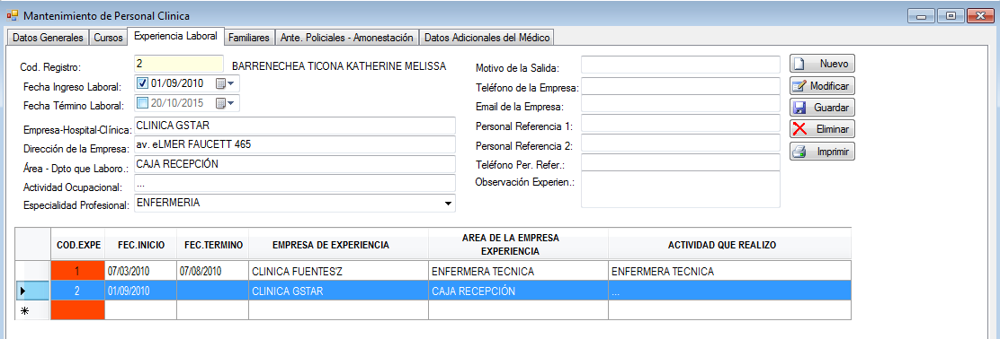 Mantenimiento de Personal Clinica
Datos Generales Cursos Experiencia Laboral Familiares Ante. Policiales - Amonestación Datos Adicionales del Médico
Cod. Registro: 2 BARRENECHEA TICONA KATHERINE MELISSA
Fecha Ingreso Laboral: 01/09/2010
Fecha Término Laboral: 20/10/2015
Empresa-Hospital-Clínica: CLINICA GSTAR
Dirección de la Empresa: av. eLMER FAUCETT 465
Área - Dpto que Laboro.: CAJA RECEPCIÓN
Actividad Ocupacional: ...
Especialidad Profesional: ENFERMERIA
Motivo de la Salida:
Teléfono de la Empresa:
Email de la Empresa:
Personal Referencia 1:
Personal Referencia 2:
Teléfono Per. Refer.:
Observación Experien.:
Nuevo
Modificar
Guardar
Eliminar
Imprimir
COD.EXPE FEC.INICIO FEC.TERMINO EMPRESA DE EXPERIENCIA AREA DE LA EMPRESA EXPERIENCIA ACTIVIDAD QUE REALIZO
1 07/03/2010 07/08/2010 CLINICA FUENTES'Z ENFERMERA TECNICA ENFERMERA TECNICA
2 01/09/2010 CLINICA GSTAR CAJA RECEPCIÓN ...